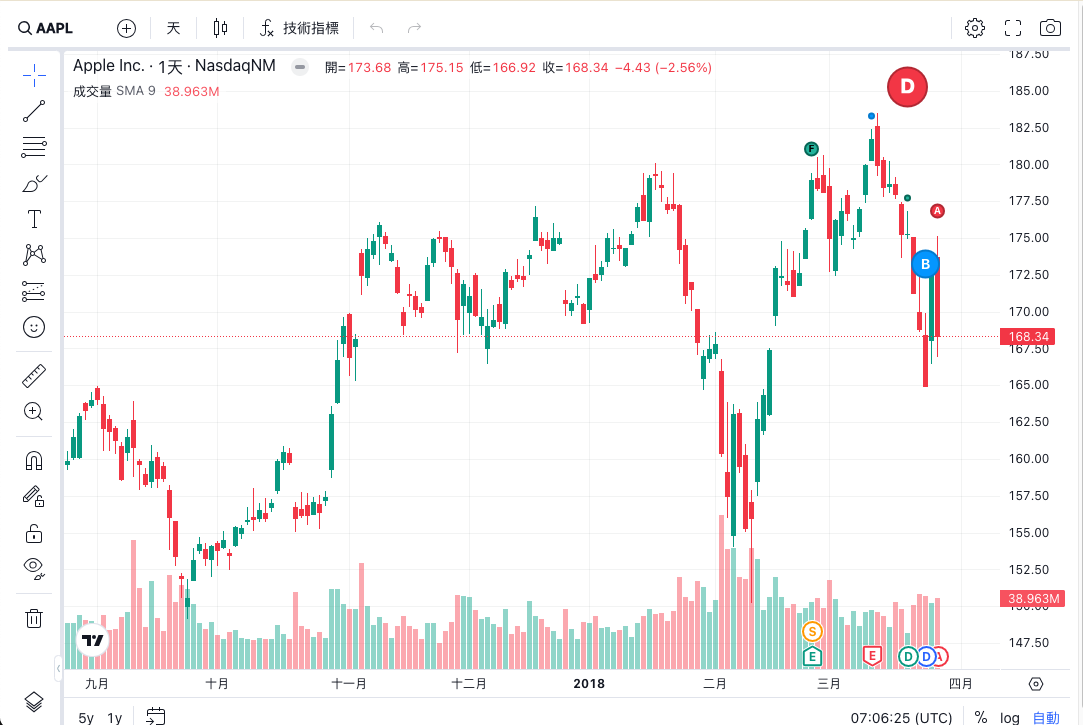 AAPL 天 技術指標
Apple Inc. · 1天 · NasdaqNM 開=173.68 高=175.15 低=166.92 收=168.34 −4.43 (−2.56%)
成交量 SMA 9 38.963M
187.50
185.00
182.50
180.00
177.50
175.00
172.50
170.00
168.34
167.50
165.00
162.50
160.00
157.50
155.00
152.50
38.963M
150.00
147.50
D
F
A
B
S
E E D D A
九月 十月 十一月 十二月 2018 二月 三月 四月
5y 1y 07:06:25 (UTC) % log 自動